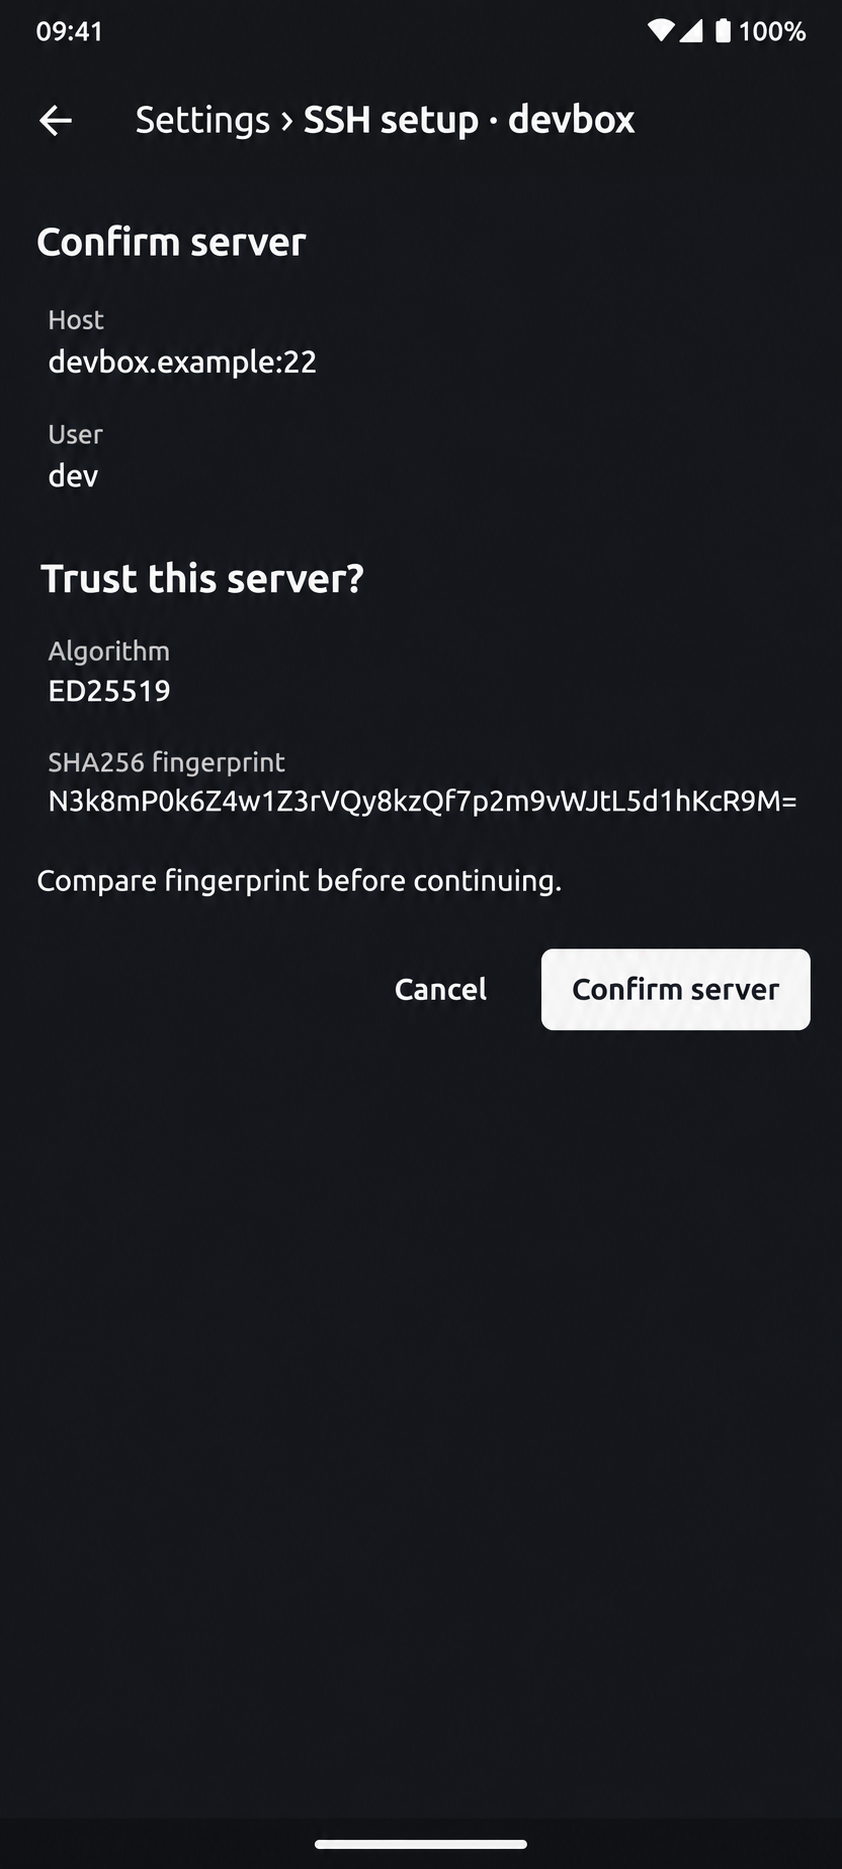 09:41
100%
Settings › SSH setup · devbox
Confirm server
Host
devbox.example:22
User
dev
Trust this server?
Algorithm
ED25519
SHA256 fingerprint
N3k8mP0k6Z4w1Z3rVQy8kzQf7p2m9vWJtL5d1hKcR9M=
Compare fingerprint before continuing.
Cancel
Confirm server